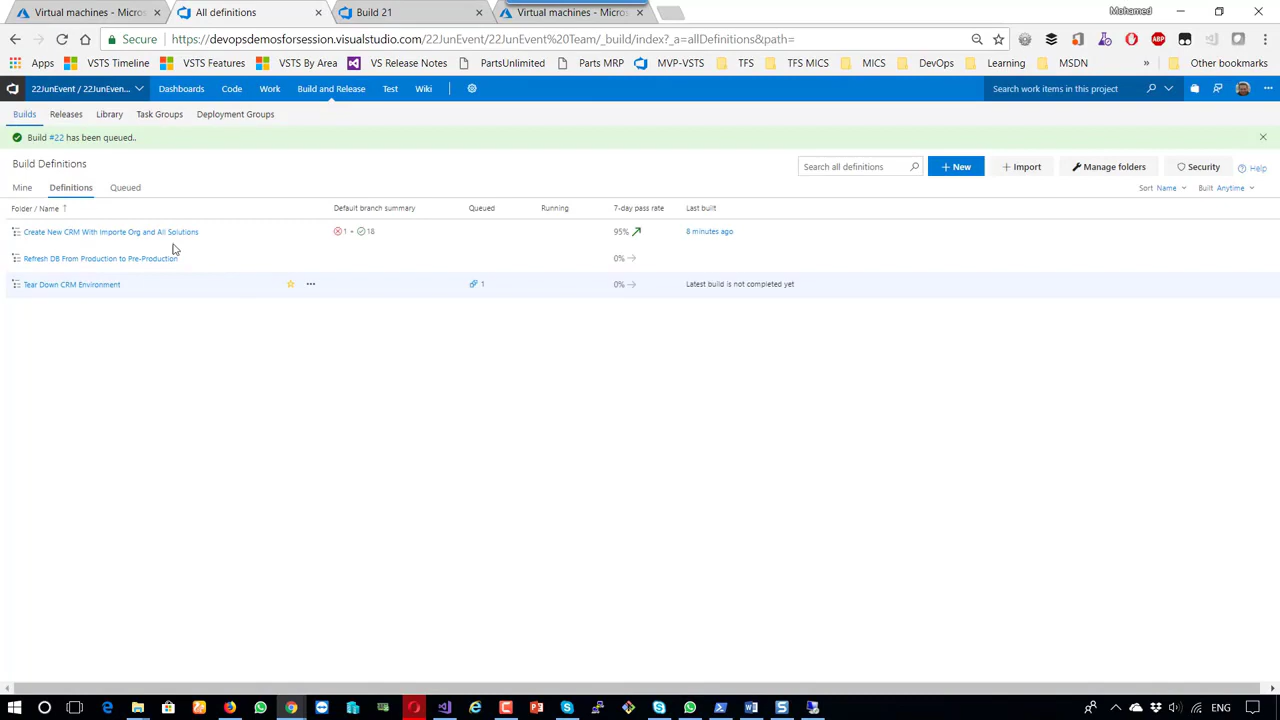 Virtual machines - Micros
All definitions
Build 21
Virtual machines - Micros
Mohamed
Secure
https://devopsdemosforsession.visualstudio.com/22JunEvent/22JunEvent%20Team/_build/index?_a=allDefinitions&path=
Apps
VSTS Timeline
VSTS Features
VSTS By Area
VS Release Notes
PartsUnlimited
Parts MRP
MVP-VSTS
TFS
TFS MICS
MICS
DevOps
Learning
MSDN
»
Other bookmarks
22JunEvent / 22JunEven...
Dashboards
Code
Work
Build and Release
Test
Wiki
Search work items in this project
Builds
Releases
Library
Task Groups
Deployment Groups
Build #22 has been queued..
Build Definitions
Search all definitions
+ New
+ Import
Manage folders
Security
Help
Mine
Definitions
Queued
Sort Name
Built Anytime
Folder / Name ↑
Default branch summary
Queued
Running
7-day pass rate
Last built
Create New CRM With Importe Org and All Solutions
1 + 18
95%
8 minutes ago
Refresh DB From Production to Pre-Production
0%
Tear Down CRM Environment
1
0%
Latest build is not completed yet
ENG